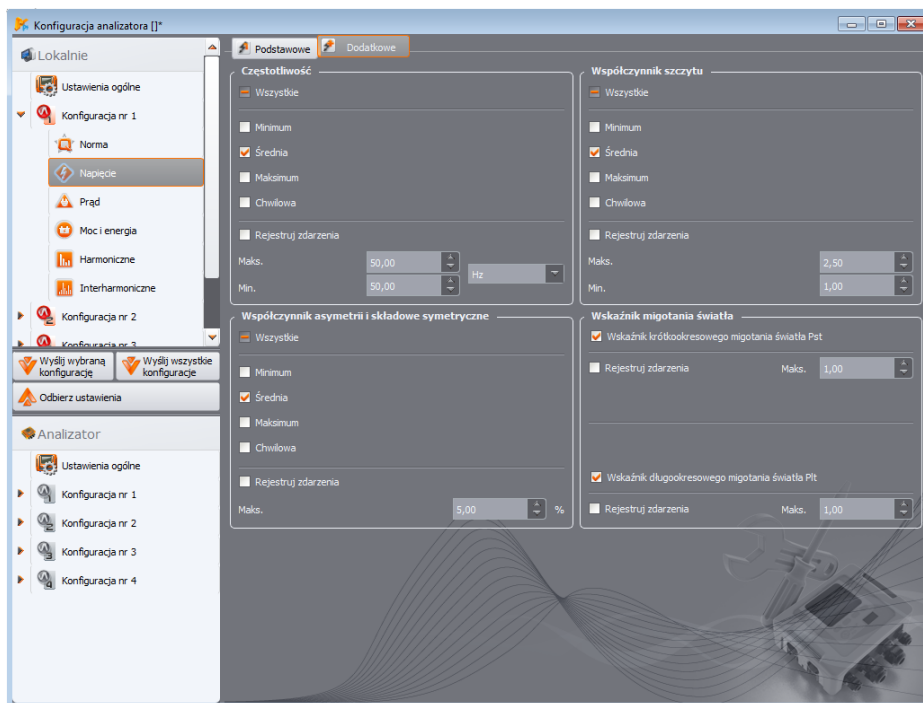 Konfiguracja analizatora []*
Lokalnie
Ustawienia ogólne
Konfiguracja nr 1
Norma
Napięcie
Prąd
Moc i energia
Harmoniczne
Interharmoniczne
Konfiguracja nr 2
Konfiguracja nr 3
Wyślij wybraną konfigurację
Wyślij wszystkie konfiguracje
Odbierz ustawienia
Analizator
Ustawienia ogólne
Konfiguracja nr 1
Konfiguracja nr 2
Konfiguracja nr 3
Konfiguracja nr 4
Podstawowe
Dodatkowe
Częstotliwość
Wszystkie
Minimum
Średnia
Maksimum
Chwilowa
Rejestruj zdarzenia
Maks. 50,00
Hz
Min. 50,00
Współczynnik szczytu
Wszystkie
Minimum
Średnia
Maksimum
Chwilowa
Rejestruj zdarzenia
Maks. 2,50
Min. 1,00
Współczynnik asymetrii i składowe symetryczne
Wszystkie
Minimum
Średnia
Maksimum
Chwilowa
Rejestruj zdarzenia
Maks. 5,00 %
Wskaźnik migotania światła
Wskaźnik krótkookresowego migotania światła Pst
Rejestruj zdarzenia Maks. 1,00
Wskaźnik długookresowego migotania światła Plt
Rejestruj zdarzenia Maks. 1,00